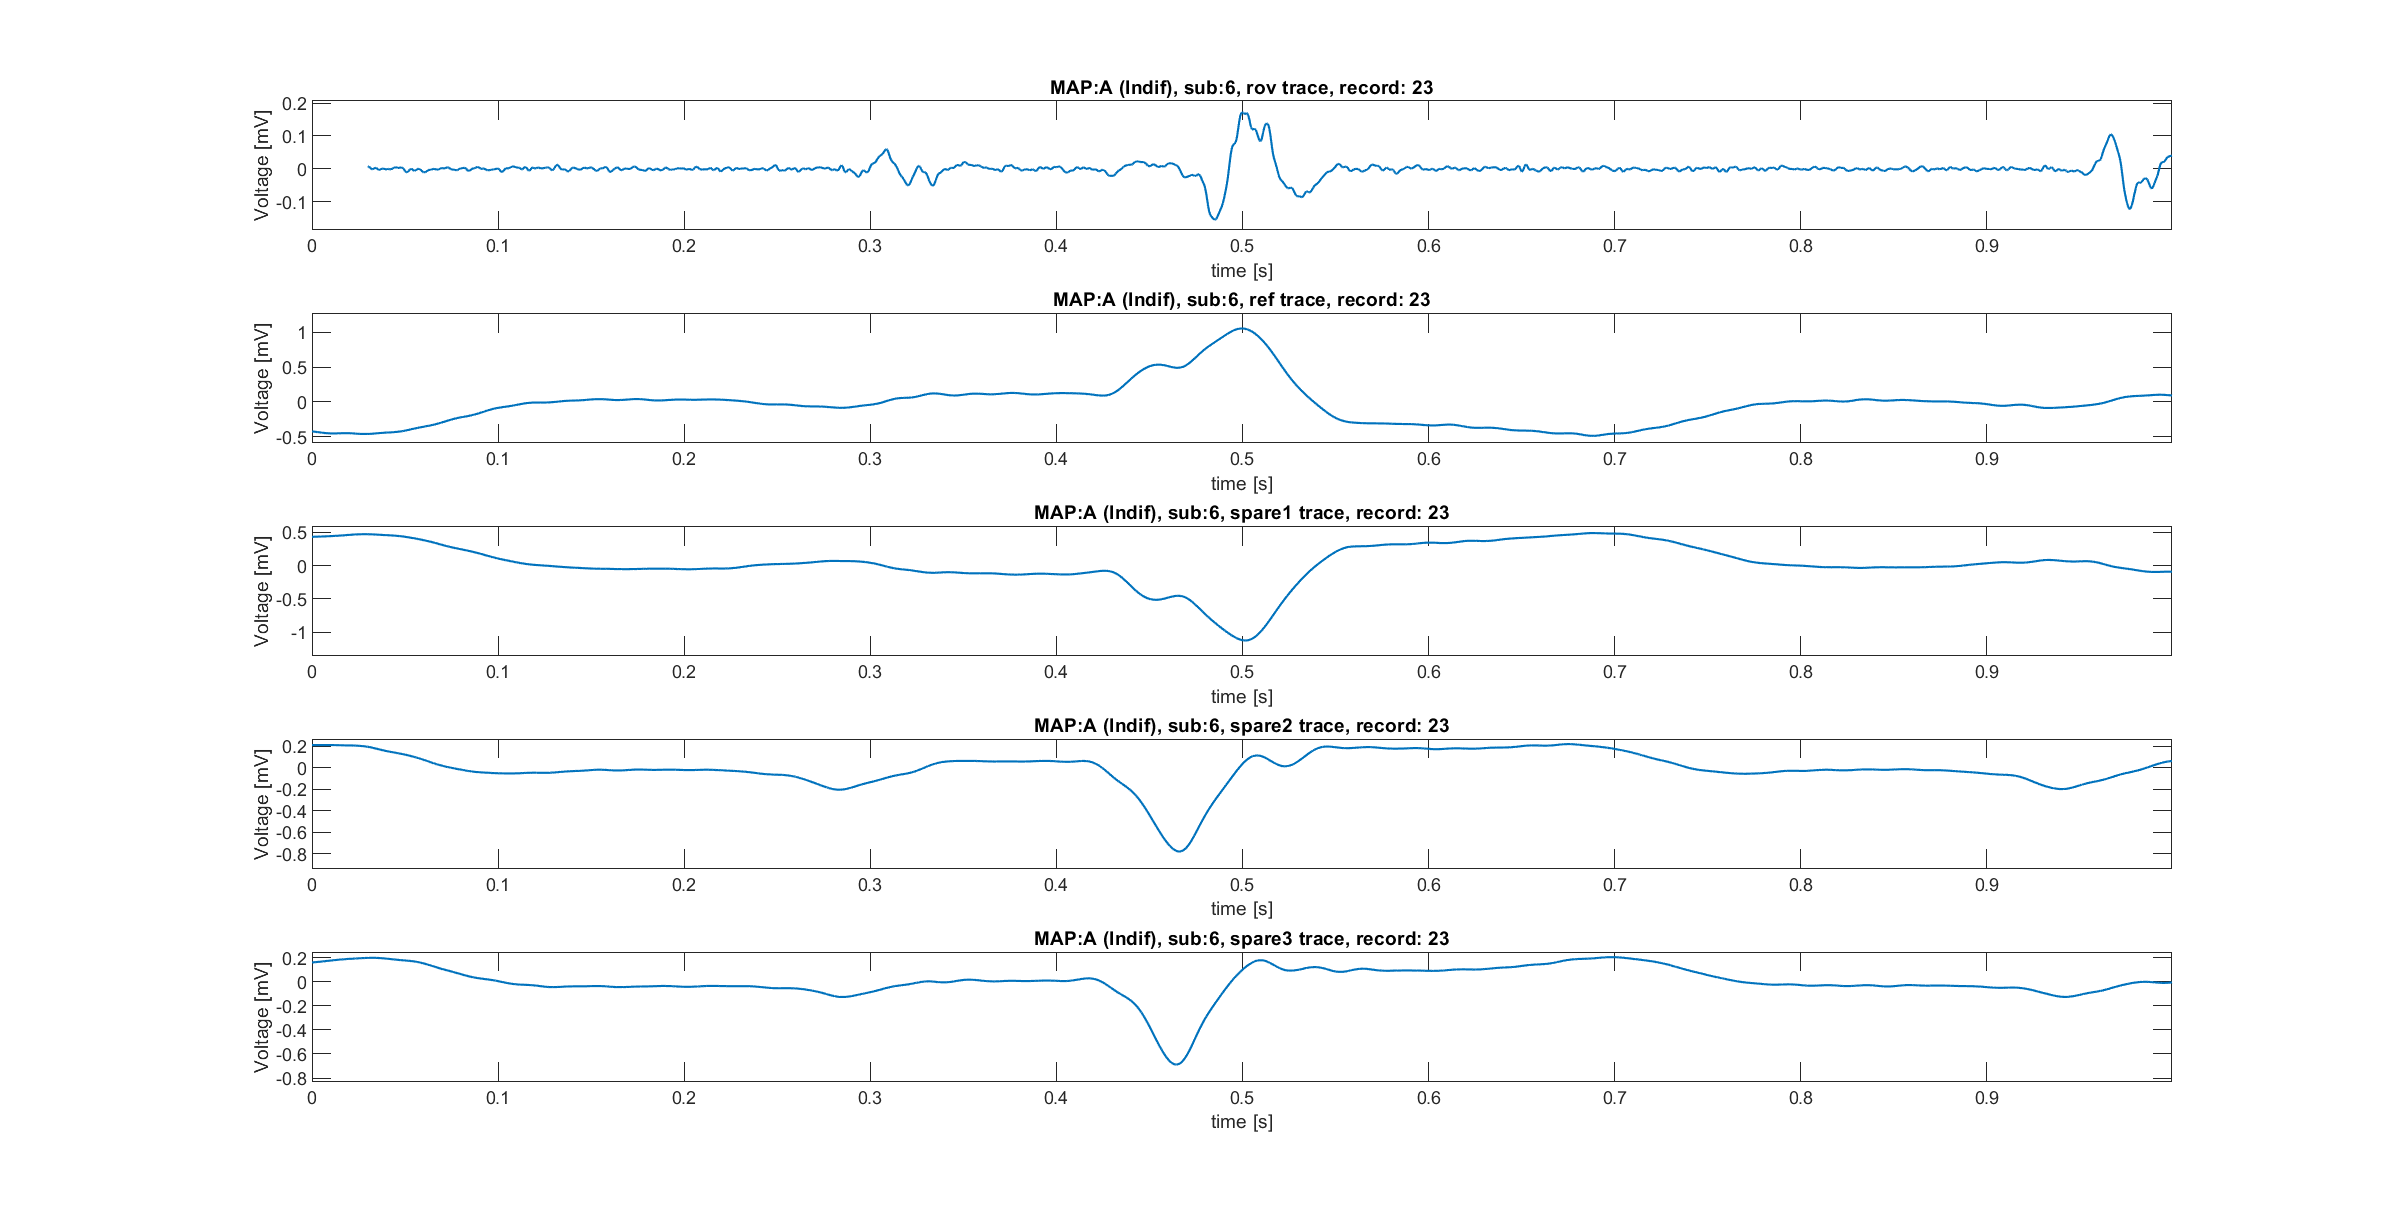 MAP:A (Indif), sub:6, rov trace, record: 23
Voltage [mV]
0.2
0.1
0
-0.1
0 0.1 0.2 0.3 0.4 0.5 0.6 0.7 0.8 0.9
time [s]
MAP:A (Indif), sub:6, ref trace, record: 23
Voltage [mV]
1
0.5
0
-0.5
0 0.1 0.2 0.3 0.4 0.5 0.6 0.7 0.8 0.9
time [s]
MAP:A (Indif), sub:6, spare1 trace, record: 23
Voltage [mV]
0.5
0
-0.5
-1
0 0.1 0.2 0.3 0.4 0.5 0.6 0.7 0.8 0.9
time [s]
MAP:A (Indif), sub:6, spare2 trace, record: 23
Voltage [mV]
0.2
0
-0.2
-0.4
-0.6
-0.8
0 0.1 0.2 0.3 0.4 0.5 0.6 0.7 0.8 0.9
time [s]
MAP:A (Indif), sub:6, spare3 trace, record: 23
Voltage [mV]
0.2
0
-0.2
-0.4
-0.6
-0.8
0 0.1 0.2 0.3 0.4 0.5 0.6 0.7 0.8 0.9
time [s]